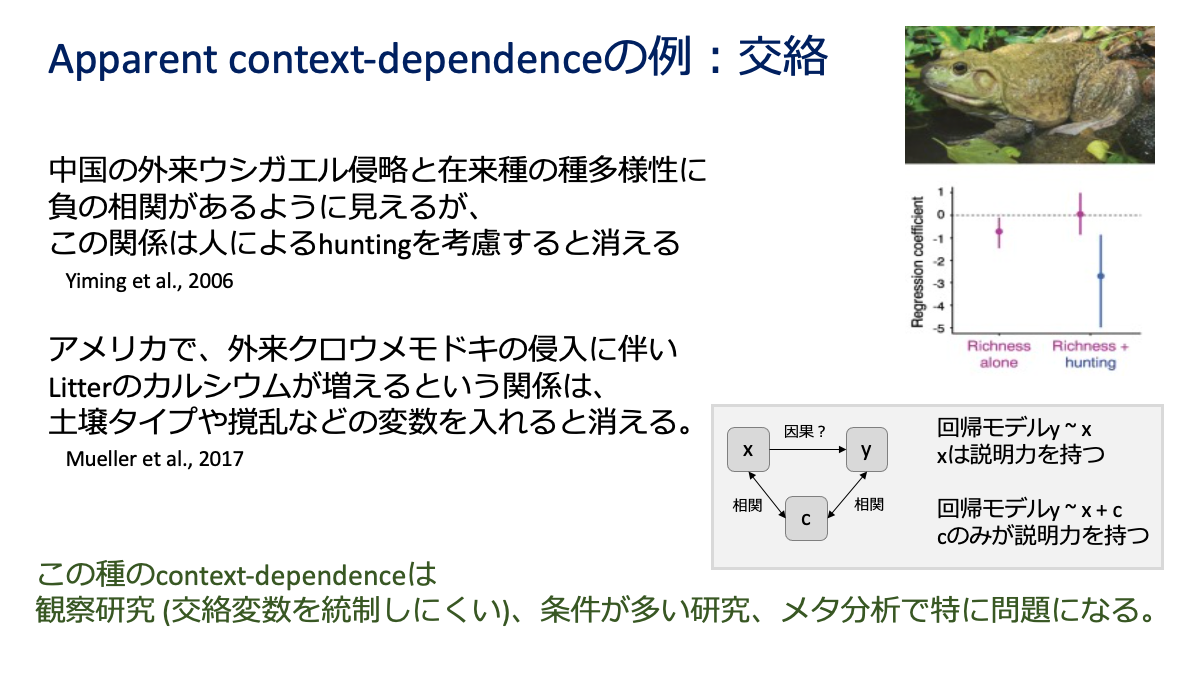 Apparent context-dependenceの例：交絡
中国の外来ウシガエル侵略と在来種の種多様性に
負の相関があるように見えるが、
この関係は人によるhuntingを考慮すると消える
Yiming et al., 2006
アメリカで、外来クロウメモドキの侵入に伴い
Litterのカルシウムが増えるという関係は、
土壌タイプや撹乱などの変数を入れると消える。
Mueller et al., 2017
Regression coefficient
1
0
-1
-2
-3
-4
-5
Richness
alone
Richness +
hunting
x
因果？
y
相関
c
相関
回帰モデルy ~ x
xは説明力を持つ
回帰モデルy ~ x + c
cのみが説明力を持つ
この種のcontext-dependenceは
観察研究 (交絡変数を統制しにくい)、条件が多い研究、メタ分析で特に問題になる。